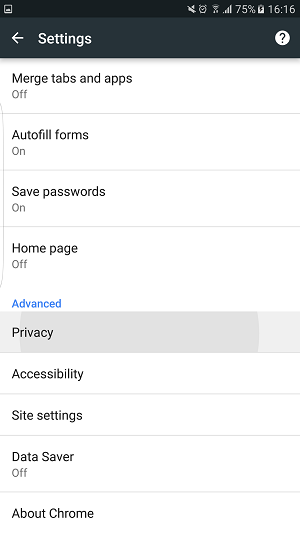 75% 16:16
Settings
Merge tabs and apps
Off
Autofill forms
On
Save passwords
On
Home page
Off
Advanced
Privacy
Accessibility
Site settings
Data Saver
Off
About Chrome